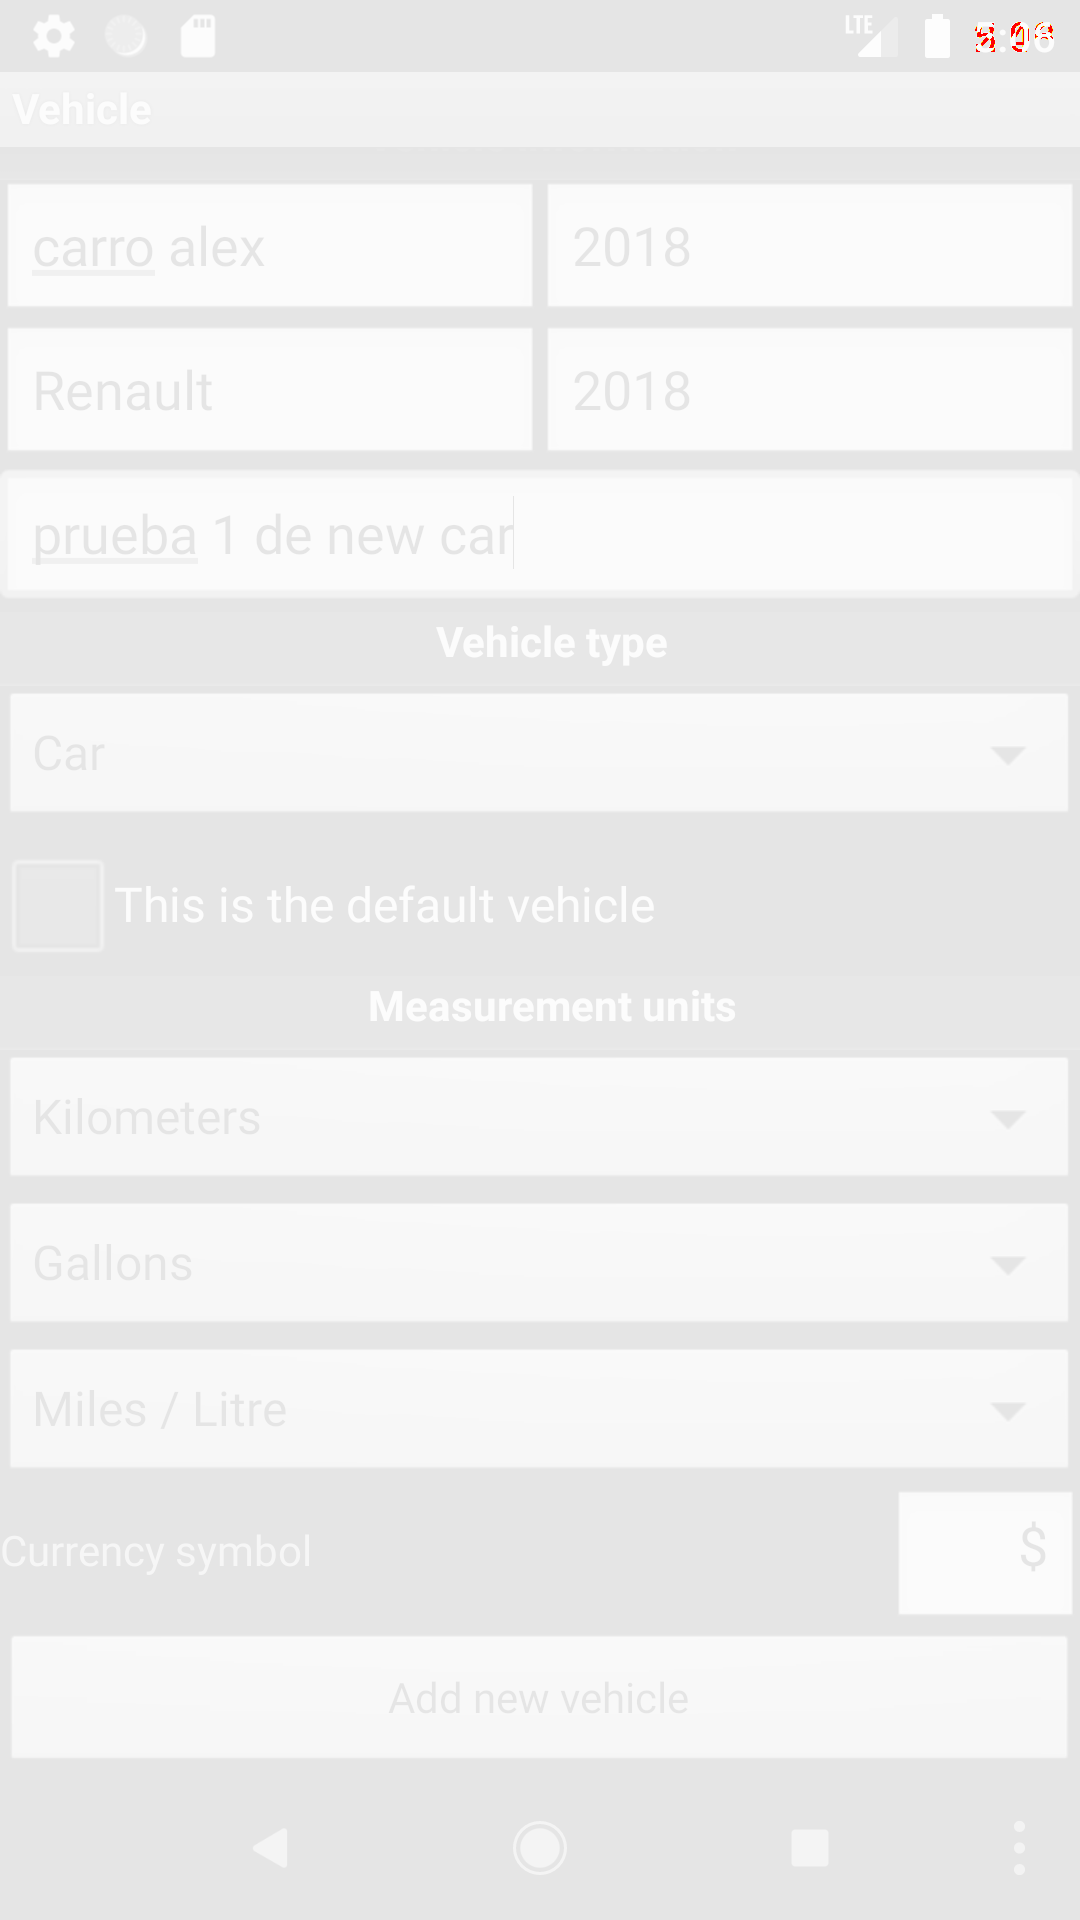 LTE
Vehicle
carro alex 2018
Renault 2018
prueba 1 de new car
Vehicle type
Car
This is the default vehicle
Measurement units
Kilometers
Gallons
Miles / Litre
Currency symbol $
Add new vehicle